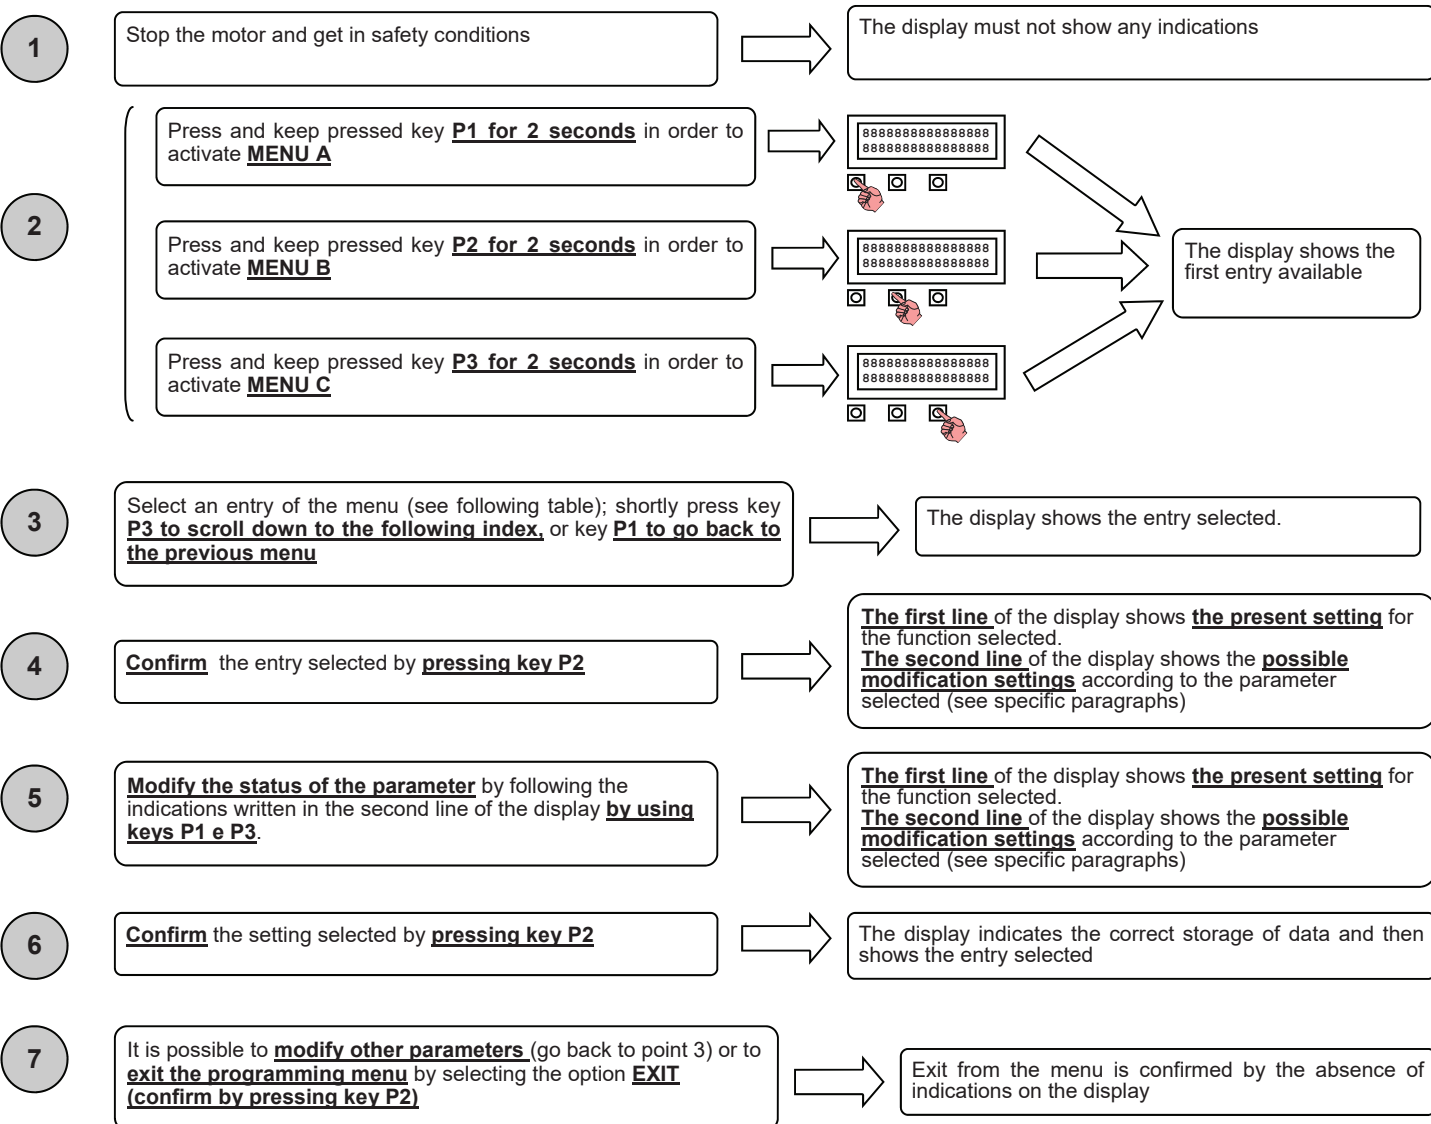 1
Stop the motor and get in safety conditions
The display must not show any indications
2
Press and keep pressed key P1 for 2 seconds in order to
activate MENU A
8888888888888888
8888888888888888
Press and keep pressed key P2 for 2 seconds in order to
activate MENU B
8888888888888888
8888888888888888
Press and keep pressed key P3 for 2 seconds in order to
activate MENU C
8888888888888888
8888888888888888
The display shows the
first entry available
3
Select an entry of the menu (see following table); shortly press key
P3 to scroll down to the following index, or key P1 to go back to
the previous menu
The display shows the entry selected.
4
Confirm the entry selected by pressing key P2
The first line of the display shows the present setting for
the function selected.
The second line of the display shows the possible
modification settings according to the parameter
selected (see specific paragraphs)
5
Modify the status of the parameter by following the
indications written in the second line of the display by using
keys P1 e P3.
The first line of the display shows the present setting for
the function selected.
The second line of the display shows the possible
modification settings according to the parameter
selected (see specific paragraphs)
6
Confirm the setting selected by pressing key P2
The display indicates the correct storage of data and then
shows the entry selected
7
It is possible to modify other parameters (go back to point 3) or to
exit the programming menu by selecting the option EXIT
(confirm by pressing key P2)
Exit from the menu is confirmed by the absence of
indications on the display